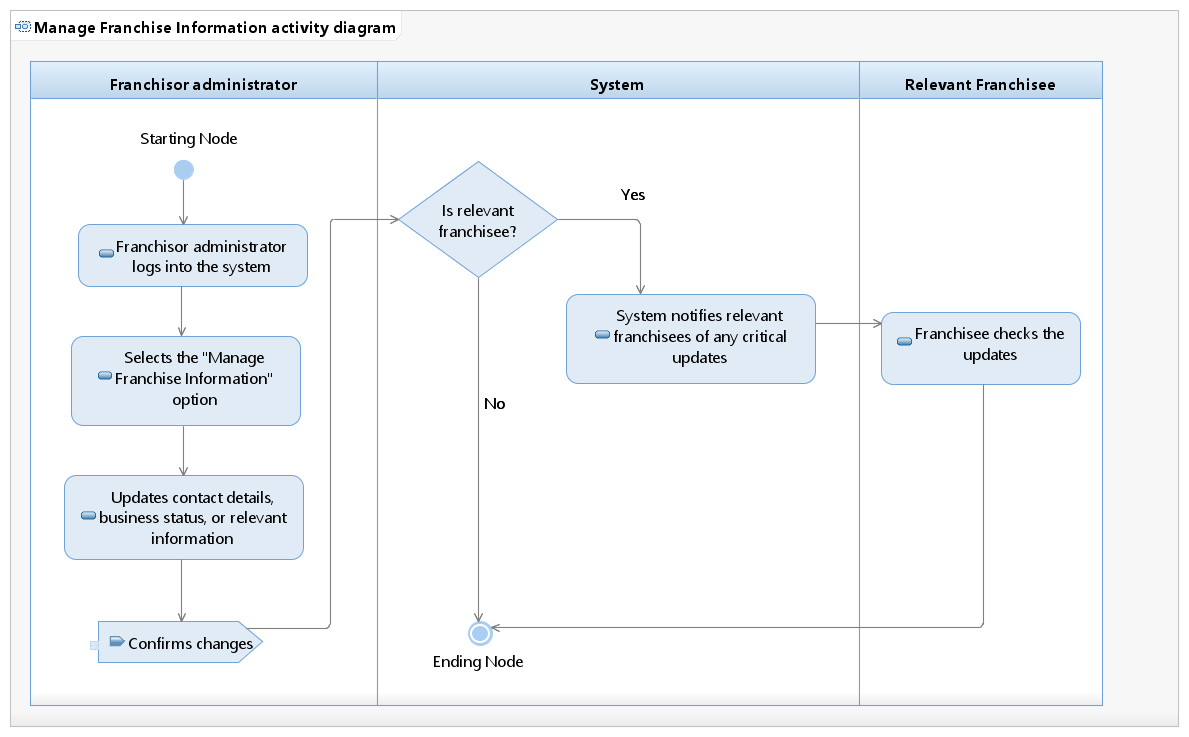 Manage Franchise Information activity diagram
Franchisor administrator
System
Relevant Franchisee
Starting Node
Franchisor administrator
logs into the system
Selects the "Manage
Franchise Information"
option
Updates contact details,
business status, or relevant
information
Confirms changes
Is relevant
franchisee?
Yes
No
System notifies relevant
franchisees of any critical
updates
Franchisee checks the
updates
Ending Node